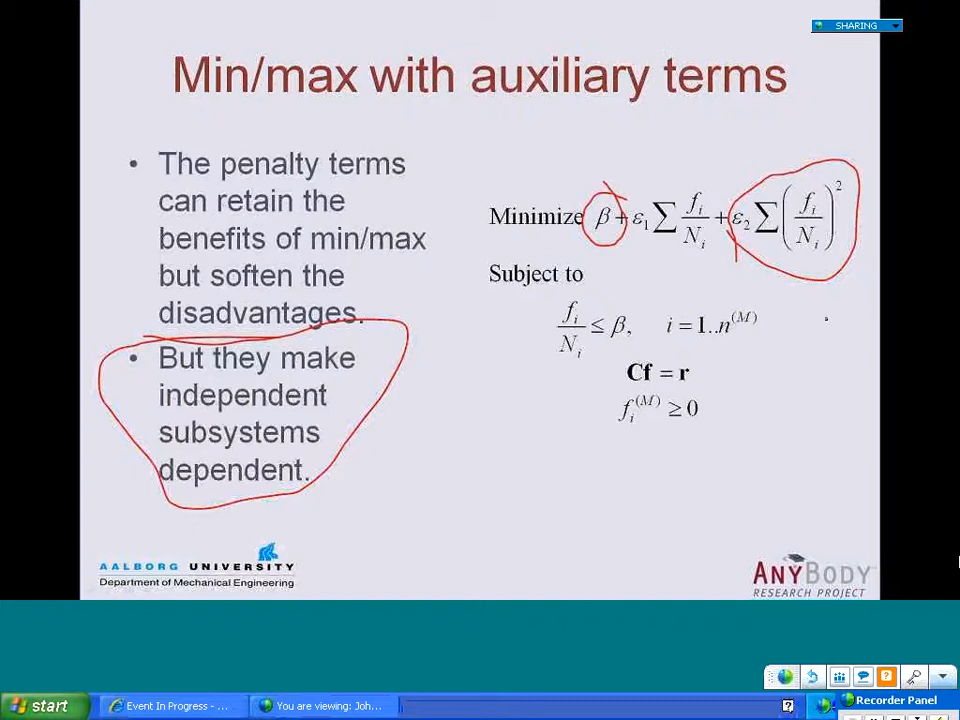 SHARING
Min/max with auxiliary terms
• The penalty terms
can retain the
benefits of min/max
but soften the
disadvantages.
• But they make
independent
subsystems
dependent.
Minimize β + ε₁ ∑ fᵢ/Nᵢ + ε₂ ∑ (fᵢ/Nᵢ)²
Subject to
fᵢ/Nᵢ ≤ β, i = 1..n^(M)
Cf = r
fᵢ^(M) ≥ 0
AALBORG UNIVERSITY
Department of Mechanical Engineering
ANYBODY
RESEARCH PROJECT
start
Event In Progress - ...
You are viewing: Joh...
Recorder Panel